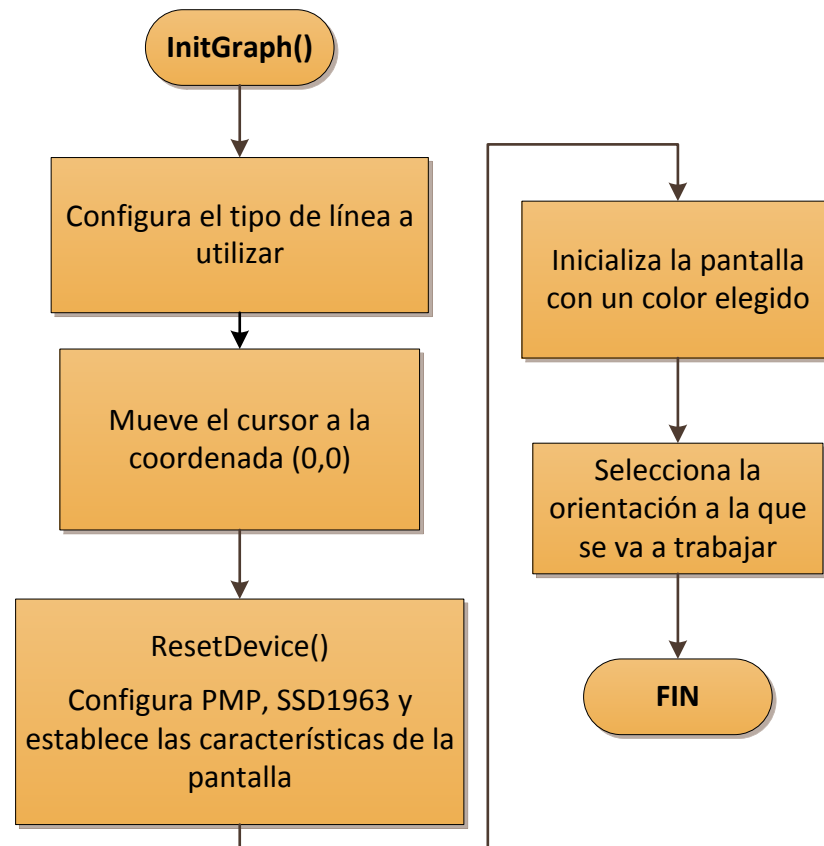 InitGraph()
Configura el tipo de línea a
utilizar
Mueve el cursor a la
coordenada (0,0)
ResetDevice()
Configura PMP, SSD1963 y
establece las características de la
pantalla
Inicializa la pantalla
con un color elegido
Selecciona la
orientación a la que
se va a trabajar
FIN